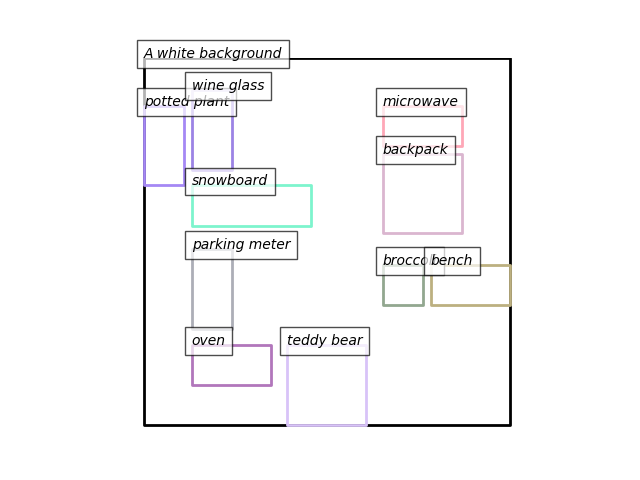 A white background
wine glass
potted plant
microwave
backpack
snowboard
parking meter
broccoli
bench
oven
teddy bear